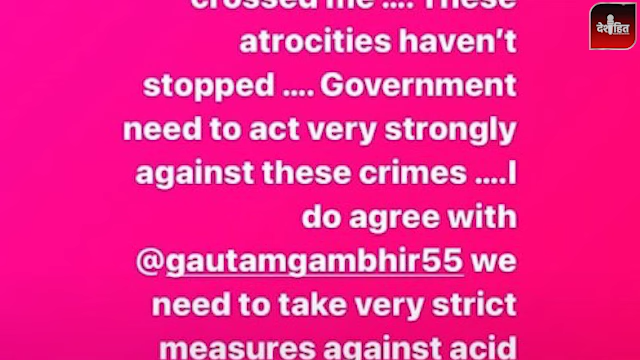 crossed me .... These
atrocities haven't
stopped .... Government
need to act very strongly
against these crimes ....I
do agree with
@gautamgambhir55 we
need to take very strict
measures against acid
देशहित